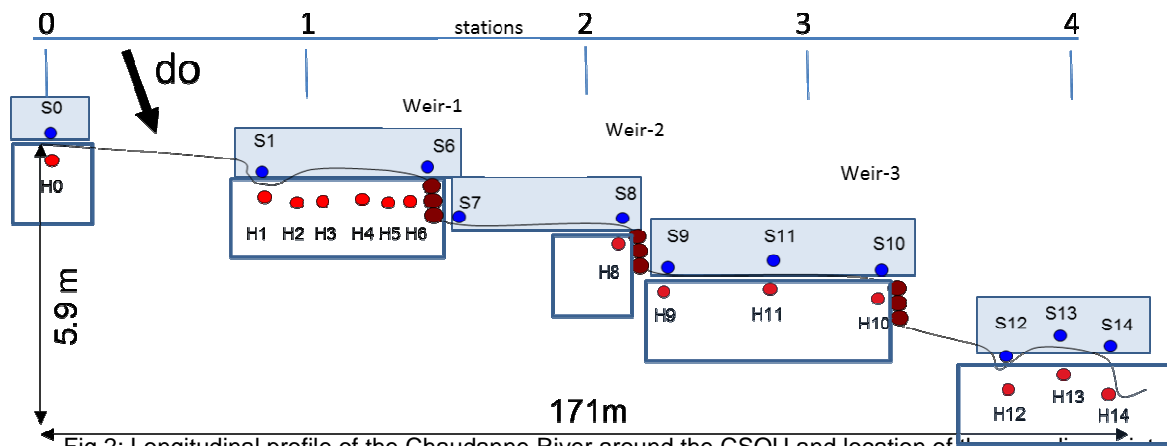 0 1 stations 2 3 4
do
Weir-1
Weir-2
Weir-3
S0
S1 S6
S7 S8
S9 S11 S10
S12 S13 S14
H0
H1 H2 H3 H4 H5 H6
H8
H9 H11 H10
H12 H13 H14
5.9 m
171m
Fig 2: Longitudinal profile of the Chaudanne River around the CSOU and location of